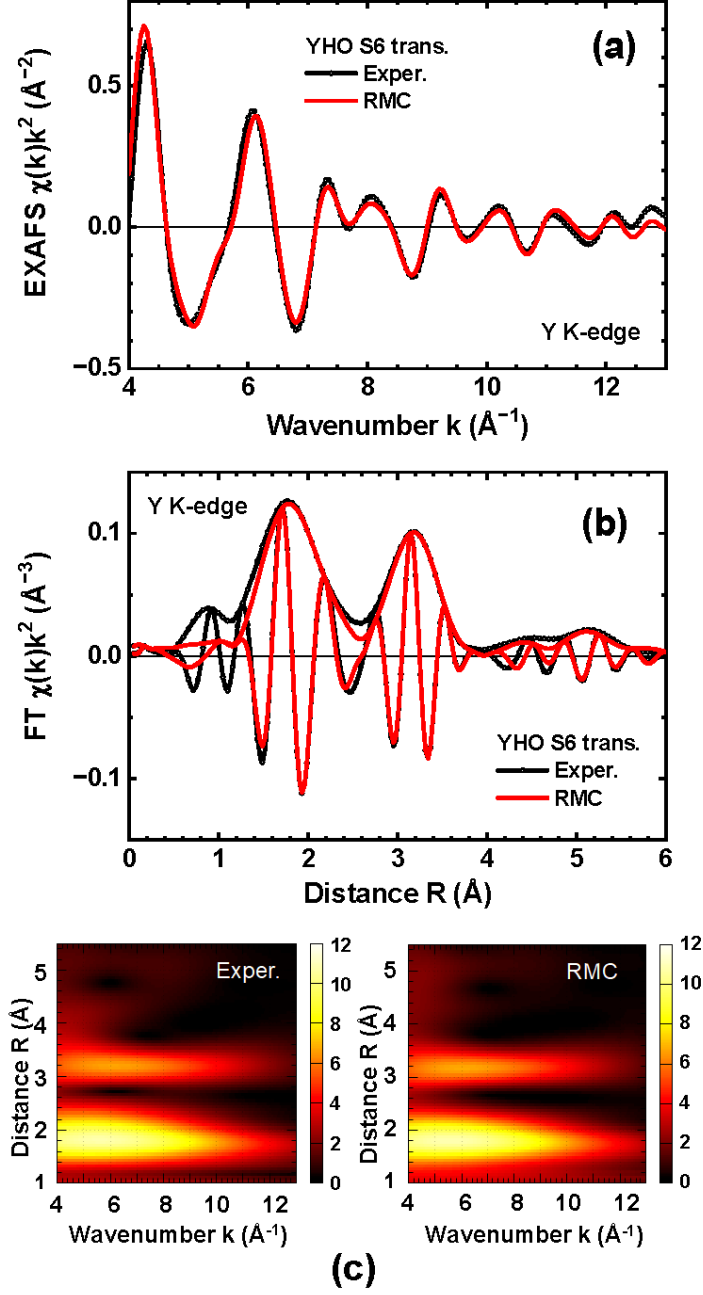 (a)
YHO S6 trans.
Exper.
RMC
EXAFS χ(k)k² (Å⁻²)
0.5
0.0
−0.5
Y K-edge
4 6 8 10 12
Wavenumber k (Å⁻¹)
Y K-edge
(b)
FT χ(k)k² (Å⁻³)
0.1
0.0
−0.1
YHO S6 trans.
Exper.
RMC
0 1 2 3 4 5 6
Distance R (Å)
Exper.
Distance R (Å)
5
4
3
2
1
4 6 8 10 12
Wavenumber k (Å⁻¹)
12
10
8
6
4
2
0
RMC
Distance R (Å)
5
4
3
2
1
4 6 8 10 12
Wavenumber k (Å⁻¹)
12
10
8
6
4
2
0
(c)